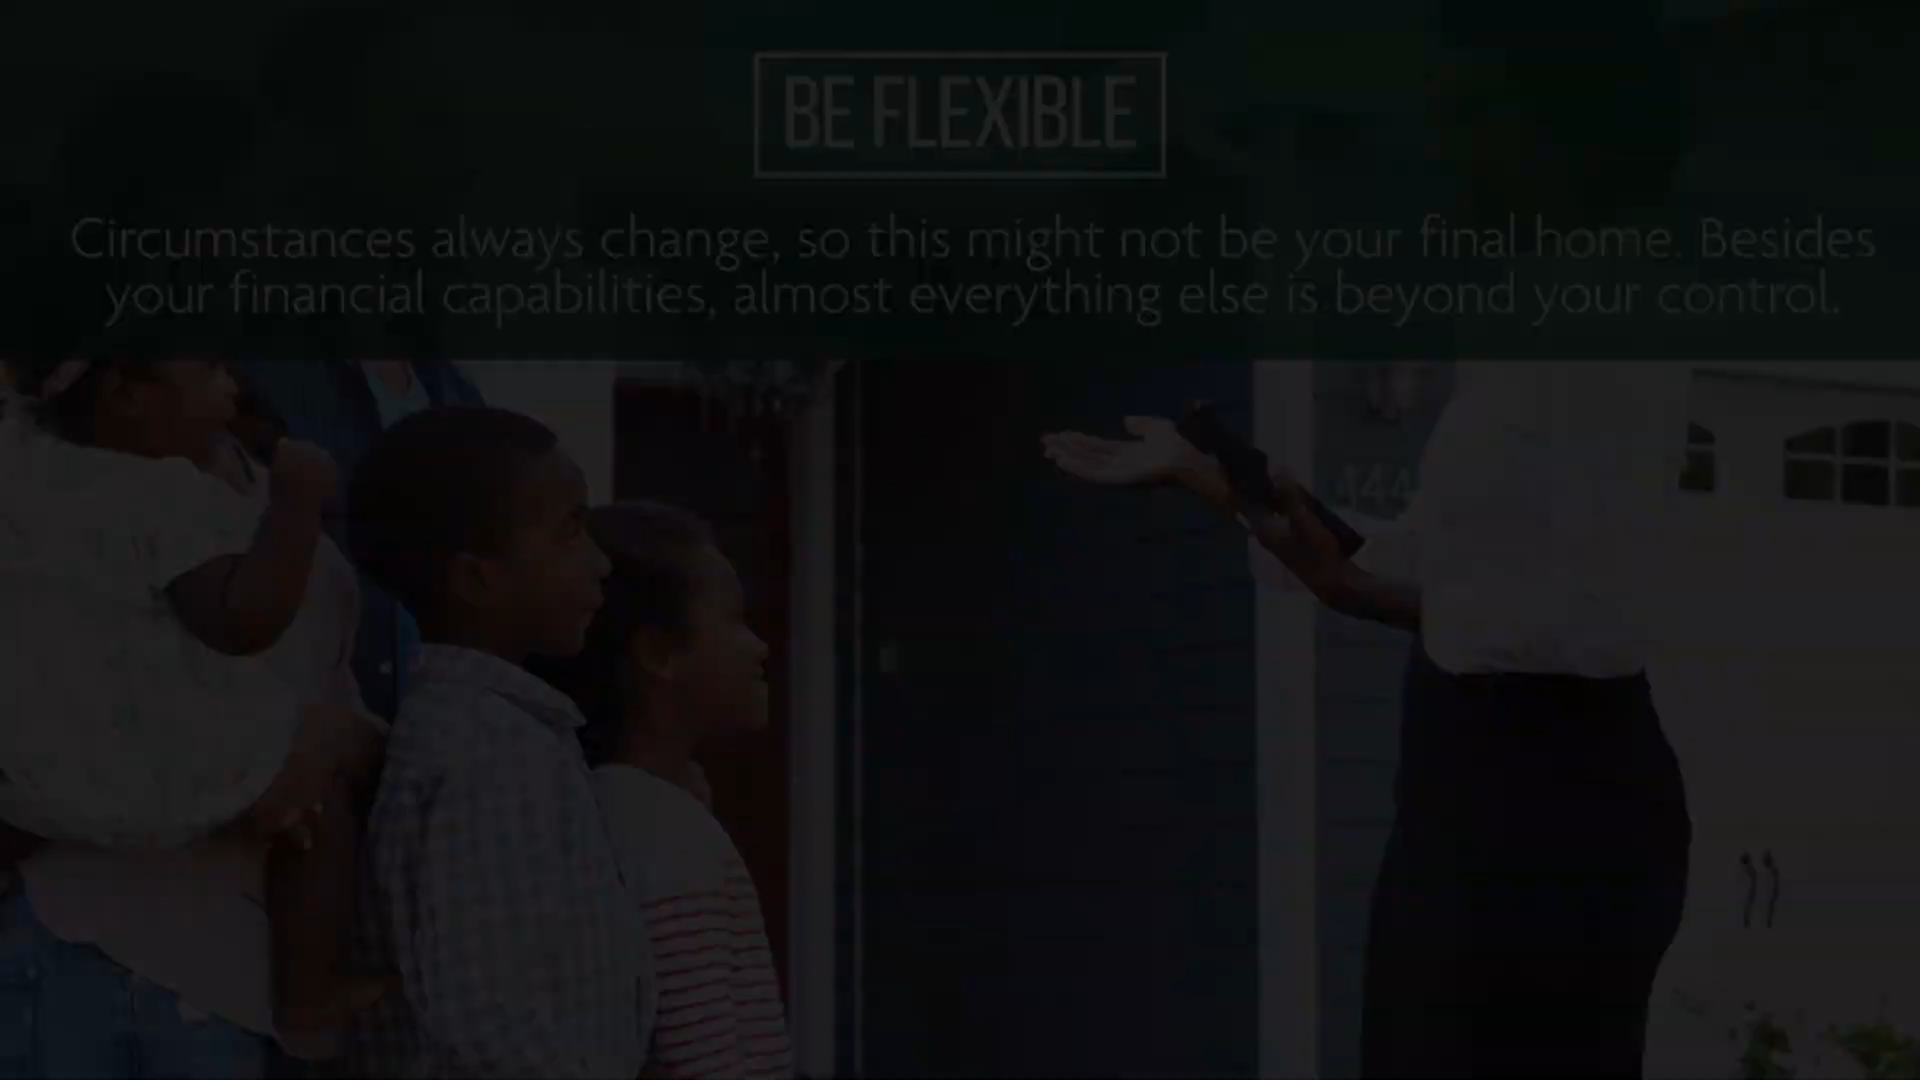 BE FLEXIBLE
Circumstances always change, so this might not be your final home. Besides
your financial capabilities, almost everything else is beyond your control.
444